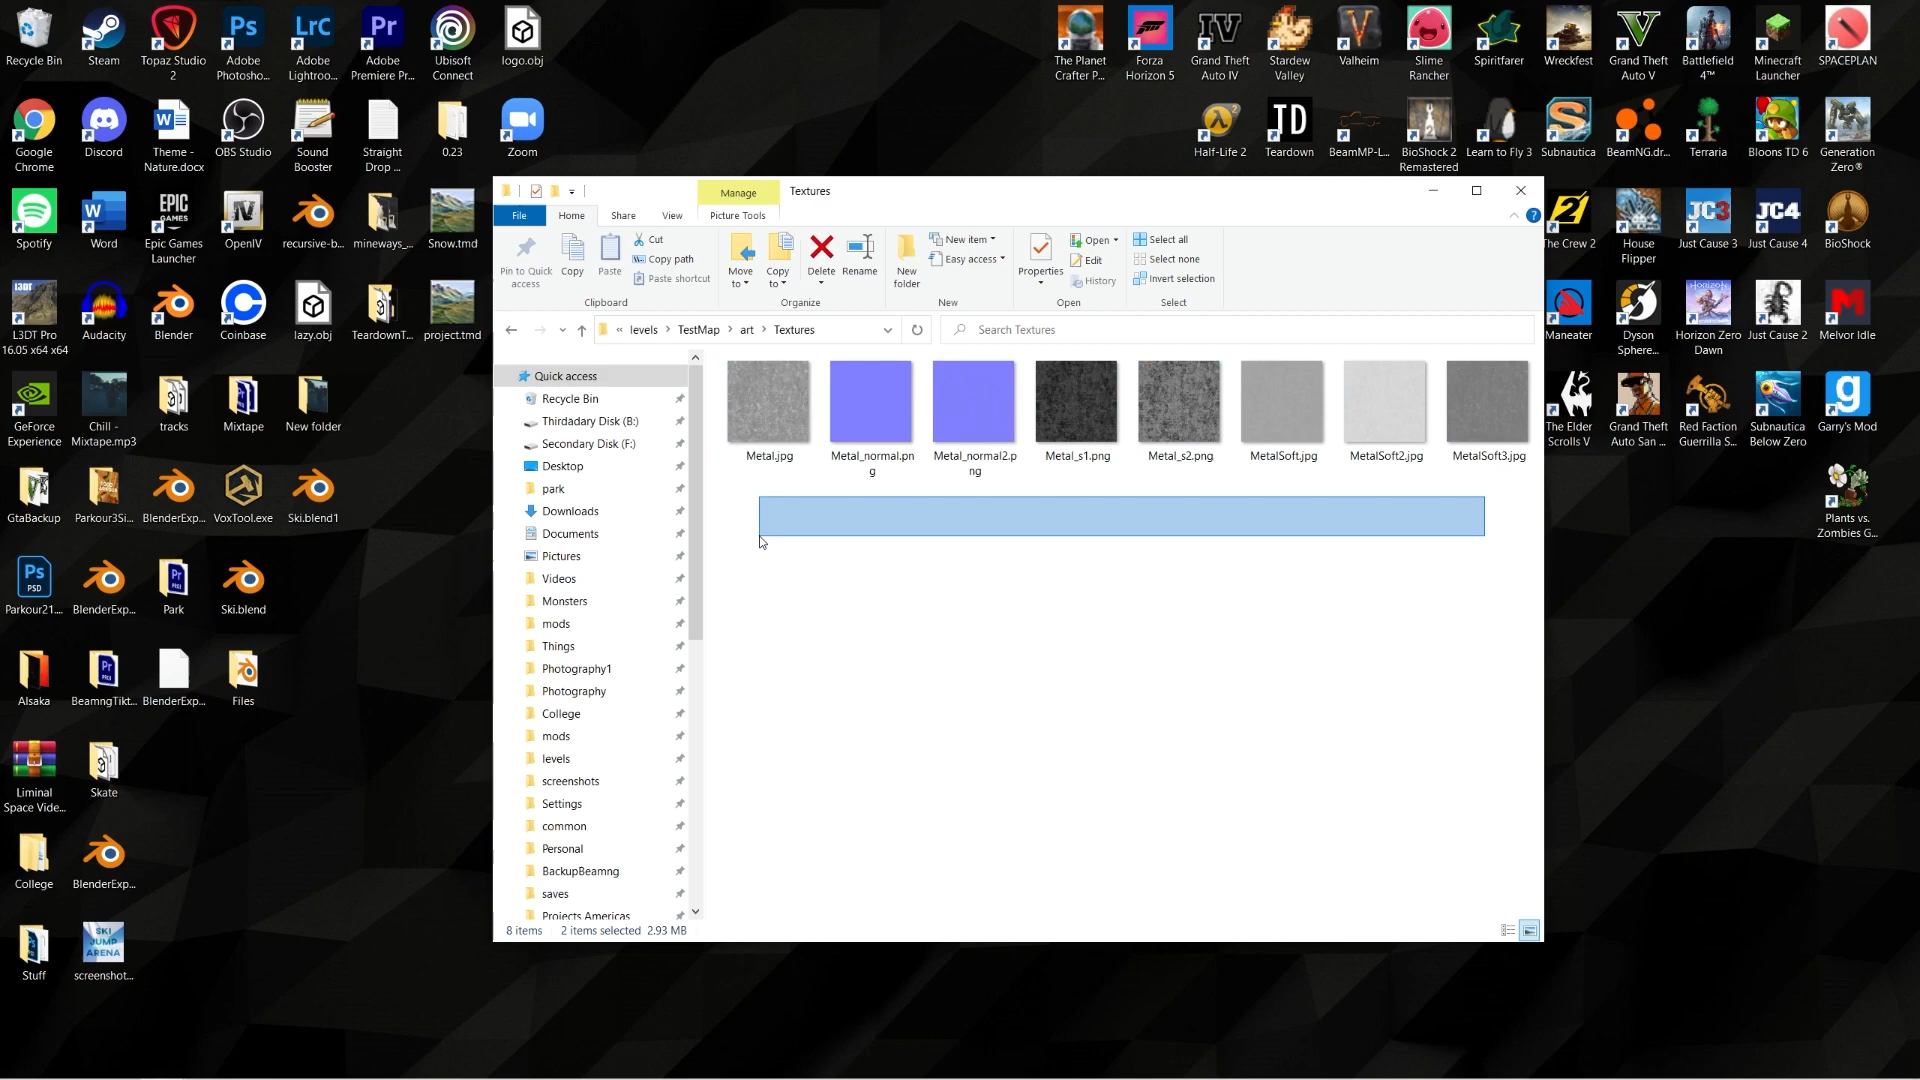 Recycle Bin
Steam
Topaz Studio
2
Adobe
Photosho...
Adobe
Lightroo...
Adobe
Premiere Pr...
Ubisoft
Connect
logo.obj
The Planet
Crafter P...
Forza
Horizon 5
Grand Theft
Auto IV
Stardew
Valley
Valheim
Slime
Rancher
Spiritfarer
Wreckfest
Grand Theft
Auto V
Battlefield
4™
Minecraft
Launcher
SPACEPLAN
Google
Chrome
Discord
Theme -
Nature.docx
OBS Studio
Sound
Booster
Straight
Drop ...
0.23
Zoom
Half-Life 2
Teardown
BeamMP-L...
BioShock 2
Remastered
Learn to Fly 3
Subnautica
BeamNG.dr...
Terraria
Bloons TD 6
Generation
Zero®
Spotify
Word
Epic Games
Launcher
OpenIV
recursive-b...
mineways_...
Snow.tmd
The Crew 2
House
Flipper
Just Cause 3
Just Cause 4
BioShock
L3DT Pro
16.05 x64 x64
Audacity
Blender
Coinbase
lazy.obj
TeardownT...
project.tmd
Maneater
Dyson
Sphere...
Horizon Zero
Dawn
Just Cause 2
Melvor Idle
GeForce
Experience
Chill -
Mixtape.mp3
tracks
Mixtape
New folder
The Elder
Scrolls V
Grand Theft
Auto San ...
Red Faction
Guerrilla S...
Subnautica
Below Zero
Garry's Mod
GtaBackup
Parkour3Si...
BlenderExp...
VoxTool.exe
Ski.blend1
Plants vs.
Zombies G...
Parkour21....
BlenderExp...
Park
Ski.blend
Alsaka
BeamngTikt...
BlenderExp...
Files
Liminal
Space Vide...
Skate
College
BlenderExp...
SKI
JUMP
ARENA
Stuff
screenshot...
Manage
Textures
File
Home
Share
View
Picture Tools
Pin to Quick
access
Copy
Paste
Cut
Copy path
Paste shortcut
Clipboard
Move
to
Copy
to
Delete
Rename
Organize
New
folder
New item
Easy access
New
Properties
Open
Edit
History
Open
Select all
Select none
Invert selection
Select
« levels > TestMap > art > Textures
Search Textures
Quick access
Recycle Bin
Thirdadary Disk (B:)
Secondary Disk (F:)
Desktop
park
Downloads
Documents
Pictures
Videos
Monsters
mods
Things
Photography1
Photography
College
mods
levels
screenshots
Settings
common
Personal
BackupBeamng
saves
Projects Americas
Metal.jpg
Metal_normal.pn
g
Metal_normal2.p
ng
Metal_s1.png
Metal_s2.png
MetalSoft.jpg
MetalSoft2.jpg
MetalSoft3.jpg
8 items
2 items selected 2.93 MB